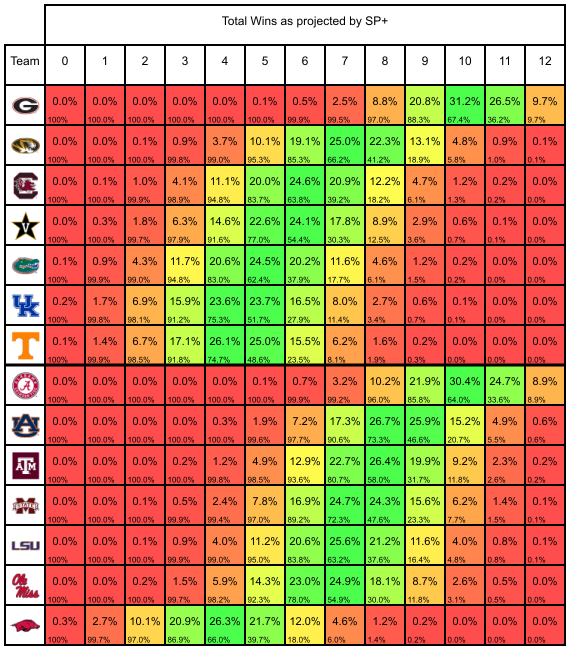 Total Wins as projected by SP+
Team 0 1 2 3 4 5 6 7 8 9 10 11 12
G 0.0% 0.0% 0.0% 0.0% 0.0% 0.1% 0.5% 2.5% 8.8% 20.8% 31.2% 26.5% 9.7%
100% 100.0% 100.0% 100.0% 100.0% 100.0% 99.9% 99.5% 97.0% 88.3% 67.4% 36.2% 9.7%
0.0% 0.0% 0.1% 0.9% 3.7% 10.1% 19.1% 25.0% 22.3% 13.1% 4.8% 0.9% 0.1%
100% 100.0% 100.0% 99.8% 99.0% 95.3% 85.3% 66.2% 41.2% 18.9% 5.8% 1.0% 0.1%
C 0.0% 0.1% 1.0% 4.1% 11.1% 20.0% 24.6% 20.9% 12.2% 4.7% 1.2% 0.2% 0.0%
100% 100.0% 99.9% 98.9% 94.8% 83.7% 63.8% 39.2% 18.2% 6.1% 1.3% 0.2% 0.0%
V 0.0% 0.3% 1.8% 6.3% 14.6% 22.6% 24.1% 17.8% 8.9% 2.9% 0.6% 0.1% 0.0%
100% 100.0% 99.7% 97.9% 91.6% 77.0% 54.4% 30.3% 12.5% 3.6% 0.7% 0.1% 0.0%
0.1% 0.9% 4.3% 11.7% 20.6% 24.5% 20.2% 11.6% 4.6% 1.2% 0.2% 0.0% 0.0%
100% 99.9% 99.0% 94.8% 83.0% 62.4% 37.9% 17.7% 6.1% 1.5% 0.2% 0.0% 0.0%
UK 0.2% 1.7% 6.9% 15.9% 23.6% 23.7% 16.5% 8.0% 2.7% 0.6% 0.1% 0.0% 0.0%
100% 99.8% 98.1% 91.2% 75.3% 51.7% 27.9% 11.4% 3.4% 0.7% 0.1% 0.0% 0.0%
T 0.1% 1.4% 6.7% 17.1% 26.1% 23.0% 15.5% 6.2% 1.6% 0.2% 0.0% 0.0% 0.0%
100% 99.9% 98.5% 91.8% 74.7% 48.6% 23.5% 8.1% 1.9% 0.3% 0.0% 0.0% 0.0%
A 0.0% 0.0% 0.0% 0.0% 0.0% 0.1% 0.7% 3.2% 10.2% 21.9% 30.4% 24.7% 8.9%
100% 100.0% 100.0% 100.0% 100.0% 100.0% 99.9% 99.2% 96.0% 85.8% 64.0% 33.6% 8.9%
AU 0.0% 0.0% 0.0% 0.0% 0.3% 1.9% 7.2% 17.3% 26.7% 25.9% 15.2% 4.9% 0.6%
100% 100.0% 100.0% 100.0% 100.0% 99.6% 97.7% 90.6% 73.3% 46.6% 20.7% 5.5% 0.6%
ATM 0.0% 0.0% 0.0% 0.2% 1.2% 4.9% 12.9% 22.7% 26.4% 19.9% 9.2% 2.3% 0.2%
100% 100.0% 100.0% 100.0% 99.8% 98.5% 93.6% 80.7% 58.0% 31.7% 11.8% 2.6% 0.2%
STATE 0.0% 0.0% 0.1% 0.5% 2.4% 7.8% 16.9% 24.7% 24.3% 15.6% 6.2% 1.4% 0.1%
100% 100.0% 100.0% 99.9% 99.4% 97.0% 89.2% 72.3% 47.6% 23.3% 7.7% 1.5% 0.1%
LSU 0.0% 0.0% 0.1% 0.9% 4.0% 11.2% 20.6% 25.6% 21.2% 11.6% 4.0% 0.8% 0.1%
100% 100.0% 99.9% 99.9% 99.0% 95.0% 83.8% 63.2% 37.6% 16.4% 4.8% 0.8% 0.1%
Ole Miss 0.0% 0.0% 0.2% 1.5% 5.9% 14.3% 23.0% 24.9% 18.1% 8.7% 2.6% 0.5% 0.0%
100% 100.0% 100.0% 99.7% 98.2% 92.3% 78.0% 54.9% 30.0% 11.8% 3.1% 0.5% 0.0%
0.3% 2.7% 10.1% 20.9% 26.3% 21.7% 12.0% 4.6% 1.2% 0.2% 0.0% 0.0% 0.0%
100% 99.7% 97.0% 86.9% 66.0% 39.7% 18.0% 6.0% 1.4% 0.2% 0.0% 0.0% 0.0%